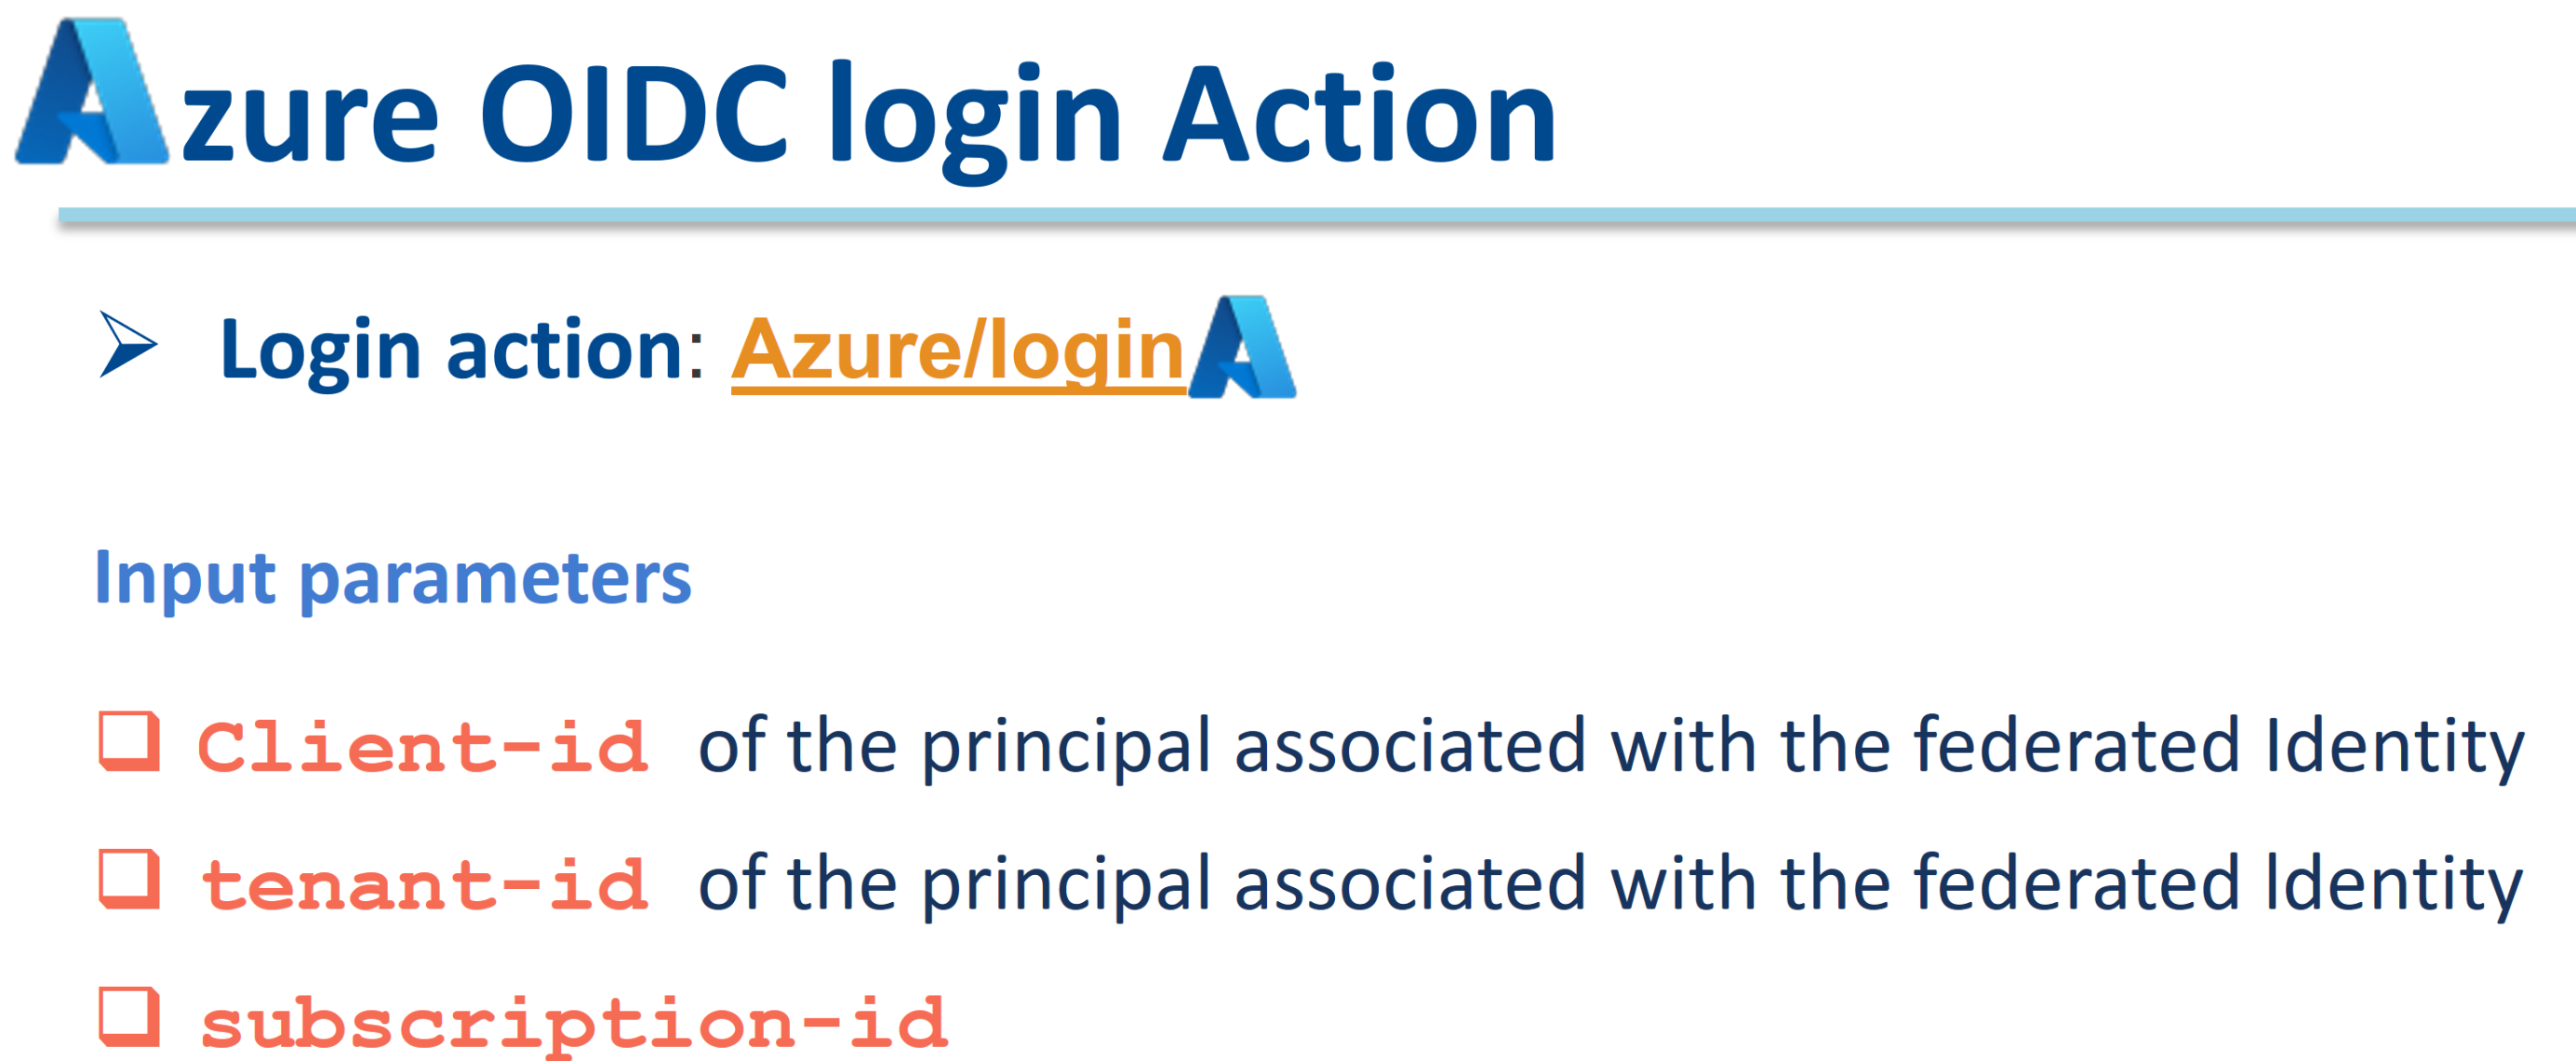 Azure OIDC login Action
Login action: Azure/login
Input parameters
Client-id of the principal associated with the federated Identity
tenant-id of the principal associated with the federated Identity
subscription-id